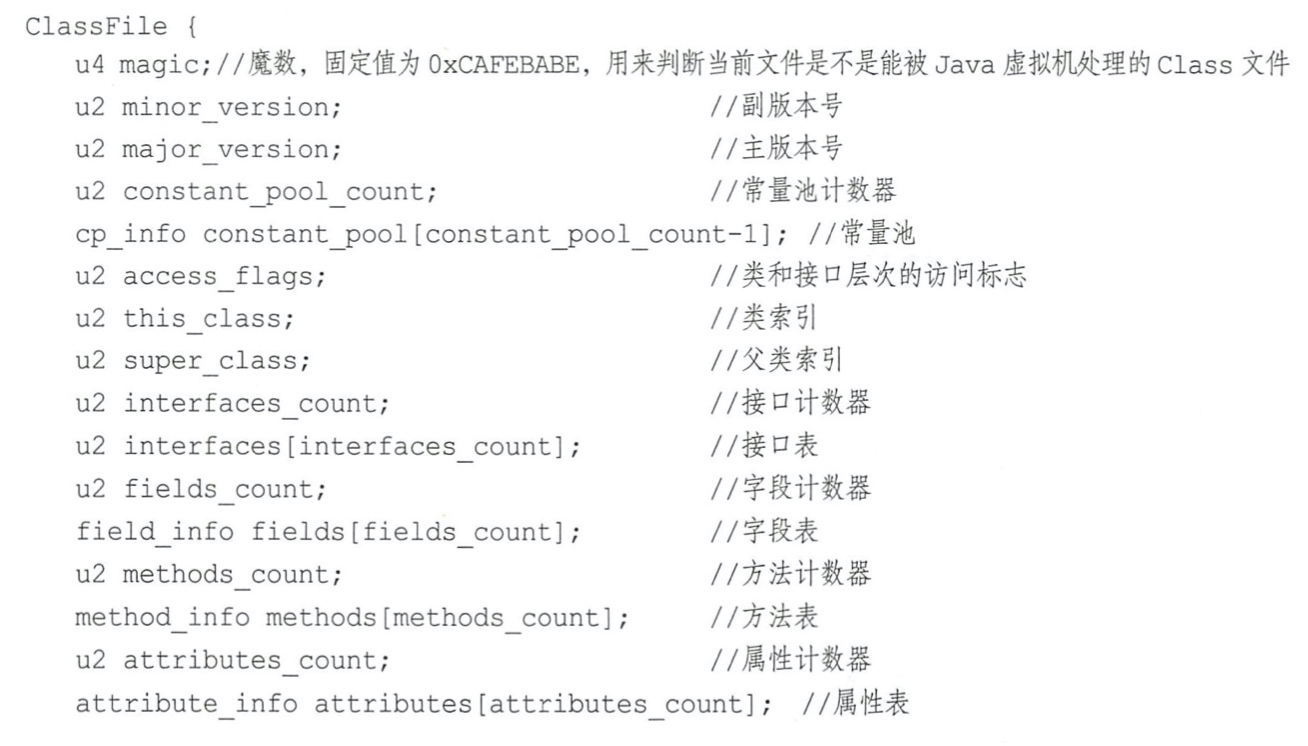 ClassFile {
u4 magic;//魔数，固定值为 0xCAFEBABE，用来判断当前文件是不是能被 Java 虚拟机处理的 Class 文件
u2 minor_version; //副版本号
u2 major_version; //主版本号
u2 constant_pool_count; //常量池计数器
cp_info constant_pool[constant_pool_count-1]; //常量池
u2 access_flags; //类和接口层次的访问标志
u2 this_class; //类索引
u2 super_class; //父类索引
u2 interfaces_count; //接口计数器
u2 interfaces[interfaces_count]; //接口表
u2 fields_count; //字段计数器
field_info fields[fields_count]; //字段表
u2 methods_count; //方法计数器
method_info methods[methods_count]; //方法表
u2 attributes_count; //属性计数器
attribute_info attributes[attributes_count]; //属性表